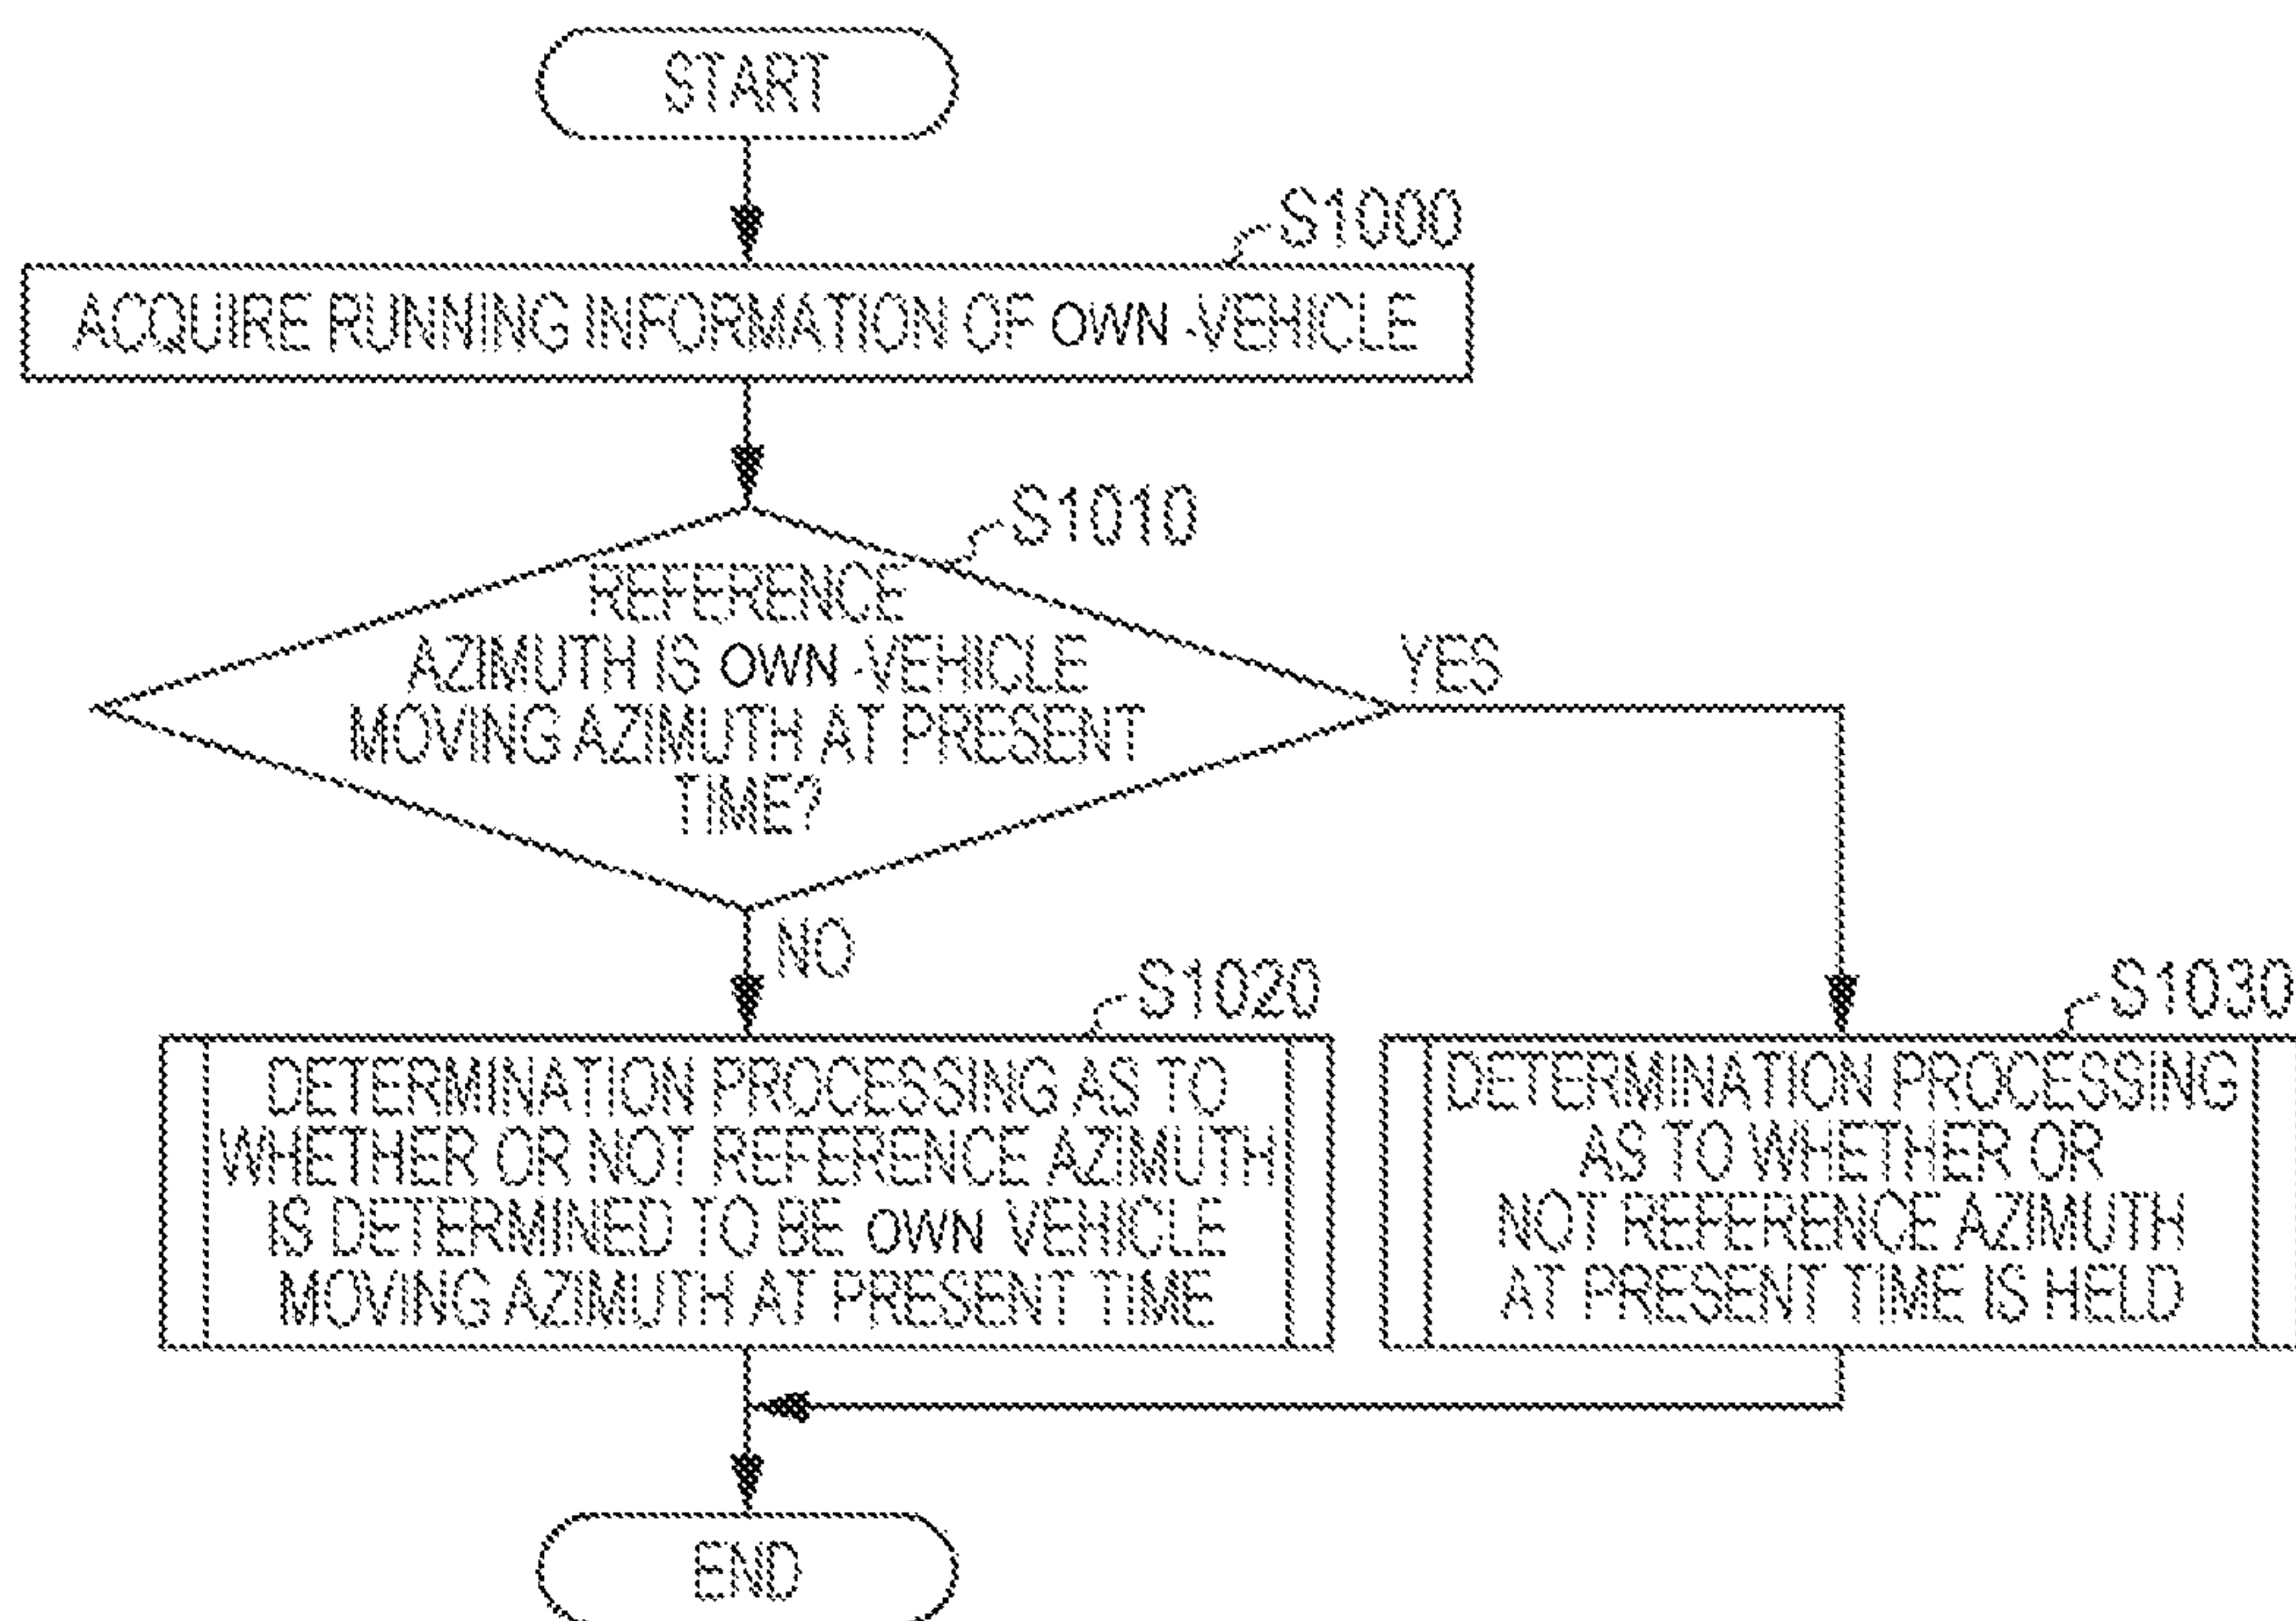 START
S1000
ACQUIRE RUNNING INFORMATION OF OWN -VEHICLE
S1010
REFERENCE
AZIMUTH IS OWN -VEHICLE
MOVING AZIMUTH AT PRESENT
TIME?
YES
NO
S1020
DETERMINATION PROCESSING AS TO
WHETHER OR NOT REFERENCE AZIMUTH
IS DETERMINED TO BE OWN VEHICLE
MOVING AZIMUTH AT PRESENT TIME
S1030
DETERMINATION PROCESSING
AS TO WHETHER OR
NOT REFERENCE AZIMUTH
AT PRESENT TIME IS HELD
END